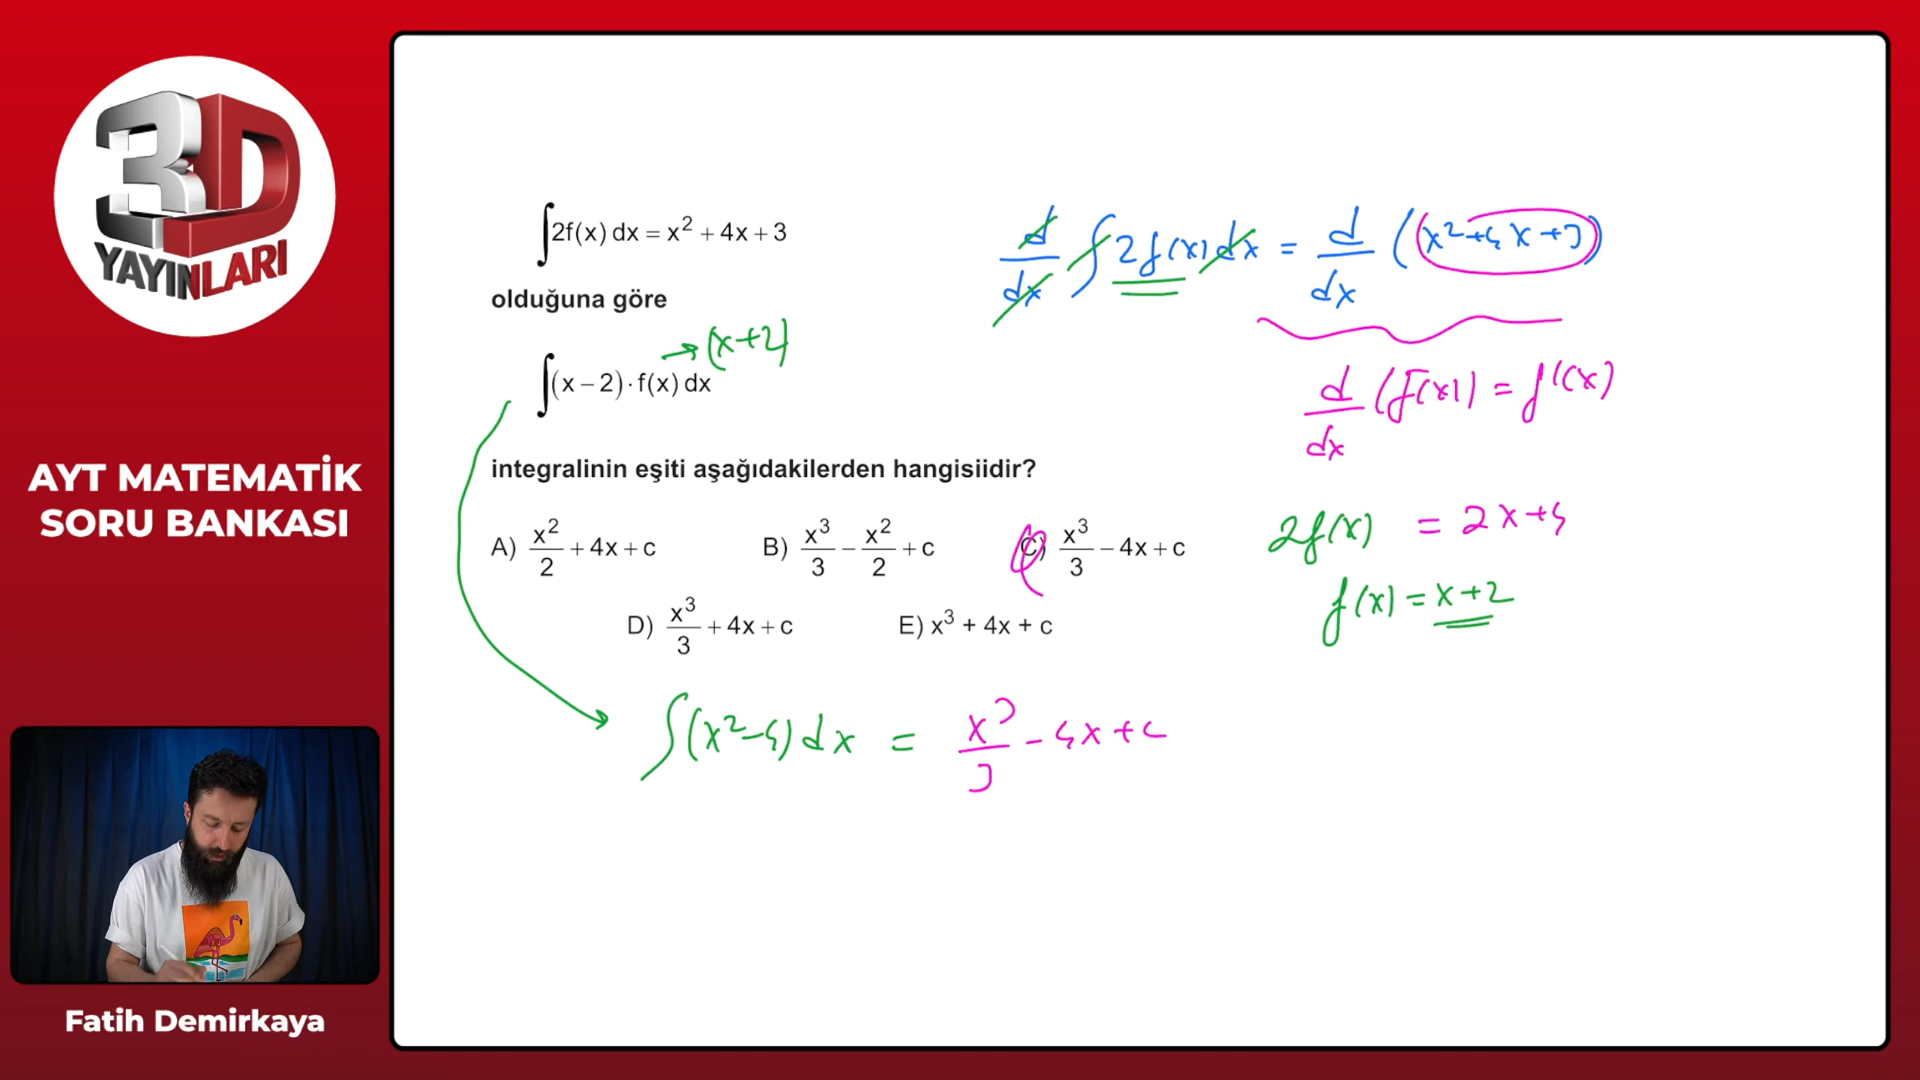 3D
YAYINLARI
AYT MATEMATİK
SORU BANKASI
Fatih Demirkaya
∫2f(x) dx = x² + 4x + 3
olduğuna göre
→ (x+2)
∫(x – 2) · f(x) dx
integralinin eşiti aşağıdakilerden hangisiidir?
A) x²/2 + 4x + c
B) x³/3 – x²/2 + c
C) x³/3 – 4x + c
D) x³/3 + 4x + c
E) x³ + 4x + c
∫(x²-4)dx = x³/3 - 4x + c
d/dx ∫2f(x)dx = d/dx (x²+4x+3)
d/dx (f(x)) = f'(x)
2f(x) = 2x+4
f(x) = x+2